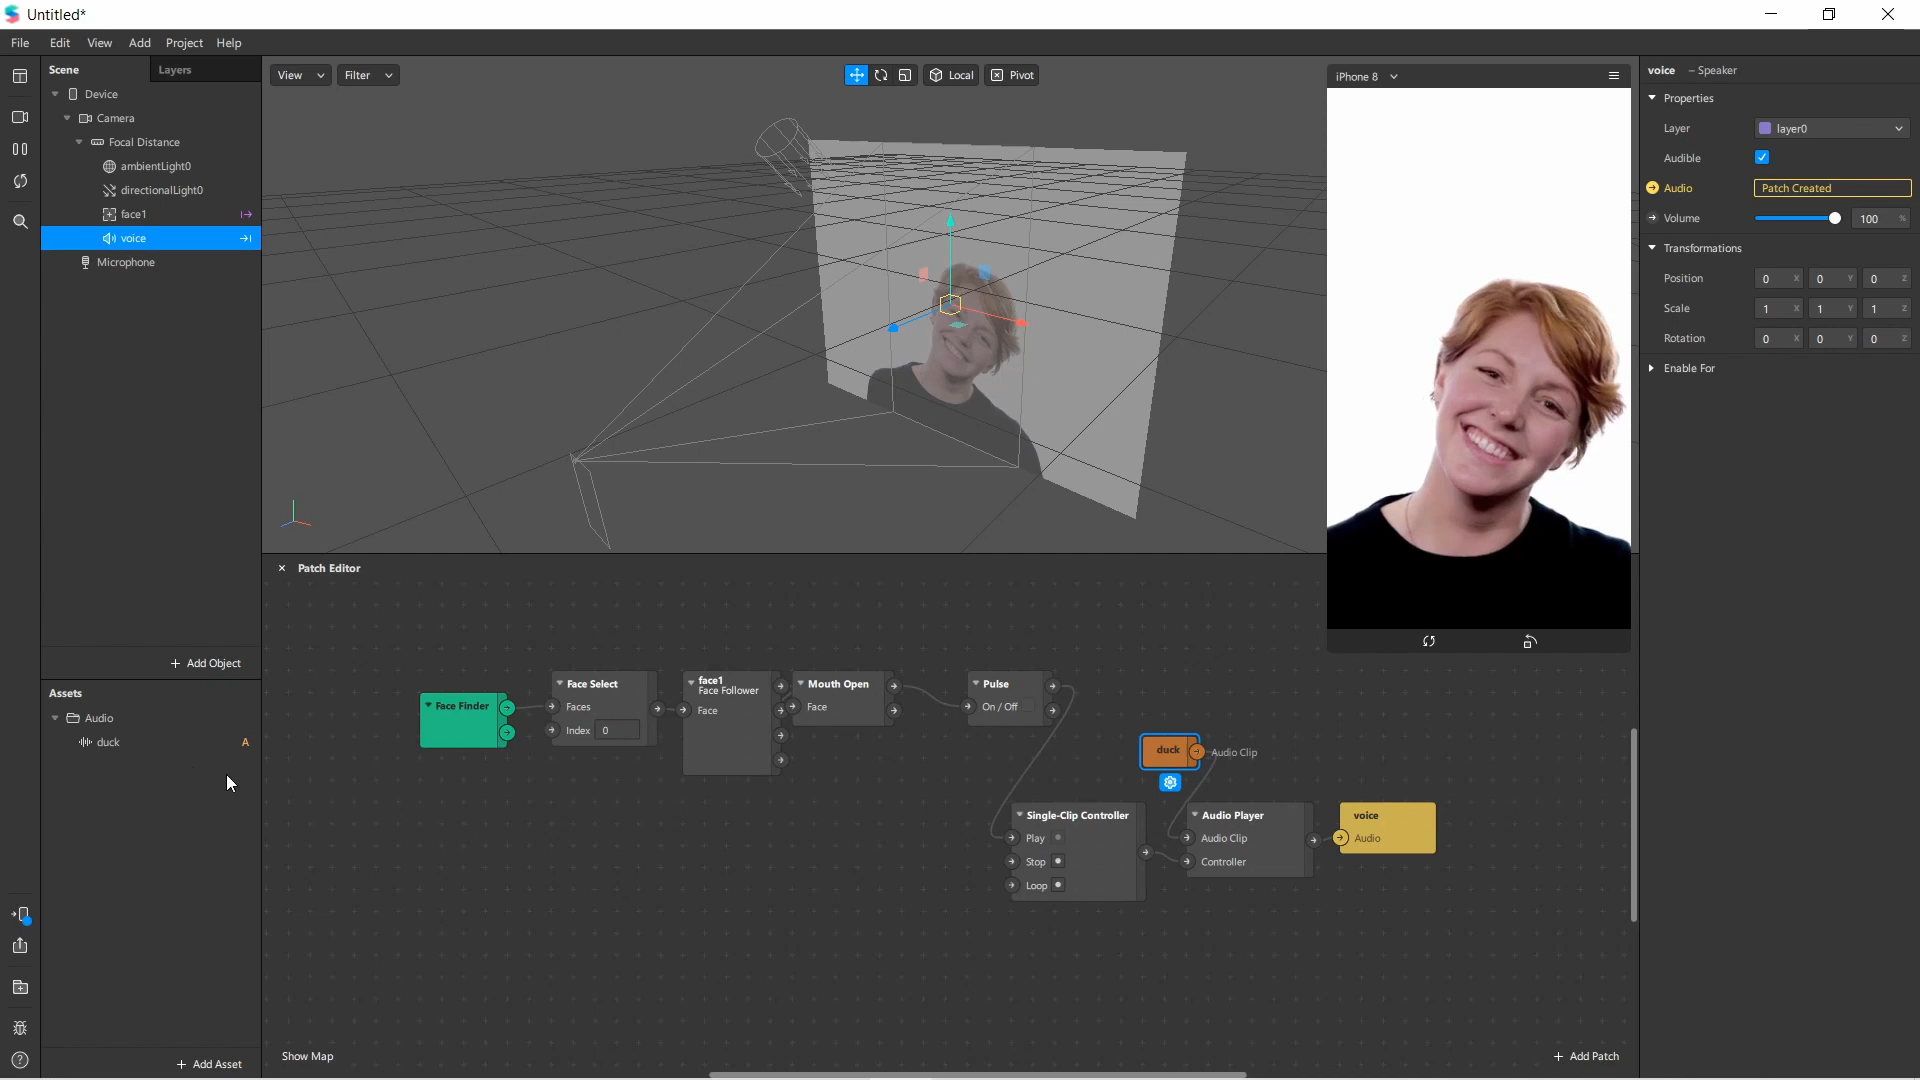 Untitled*
File Edit View Add Project Help
Scene Layers
Device
Camera
Focal Distance
ambientLight0
directionalLight0
face1
voice
Microphone
+ Add Object
Assets
Audio
duck A
+ Add Asset
View Filter
Local Pivot
iPhone 8
× Patch Editor
Face Finder
Face Select
Faces
Index 0
face1
Face Follower
Face
Mouth Open
Face
Pulse
On / Off
duck Audio Clip
Single-Clip Controller
Play
Stop
Loop
Audio Player
Audio Clip
Controller
voice
Audio
Show Map
+ Add Patch
voice – Speaker
Properties
Layer layer0
Audible
Audio Patch Created
Volume 100 %
Transformations
Position 0 X 0 Y 0 Z
Scale 1 X 1 Y 1 Z
Rotation 0 X 0 Y 0 Z
Enable For